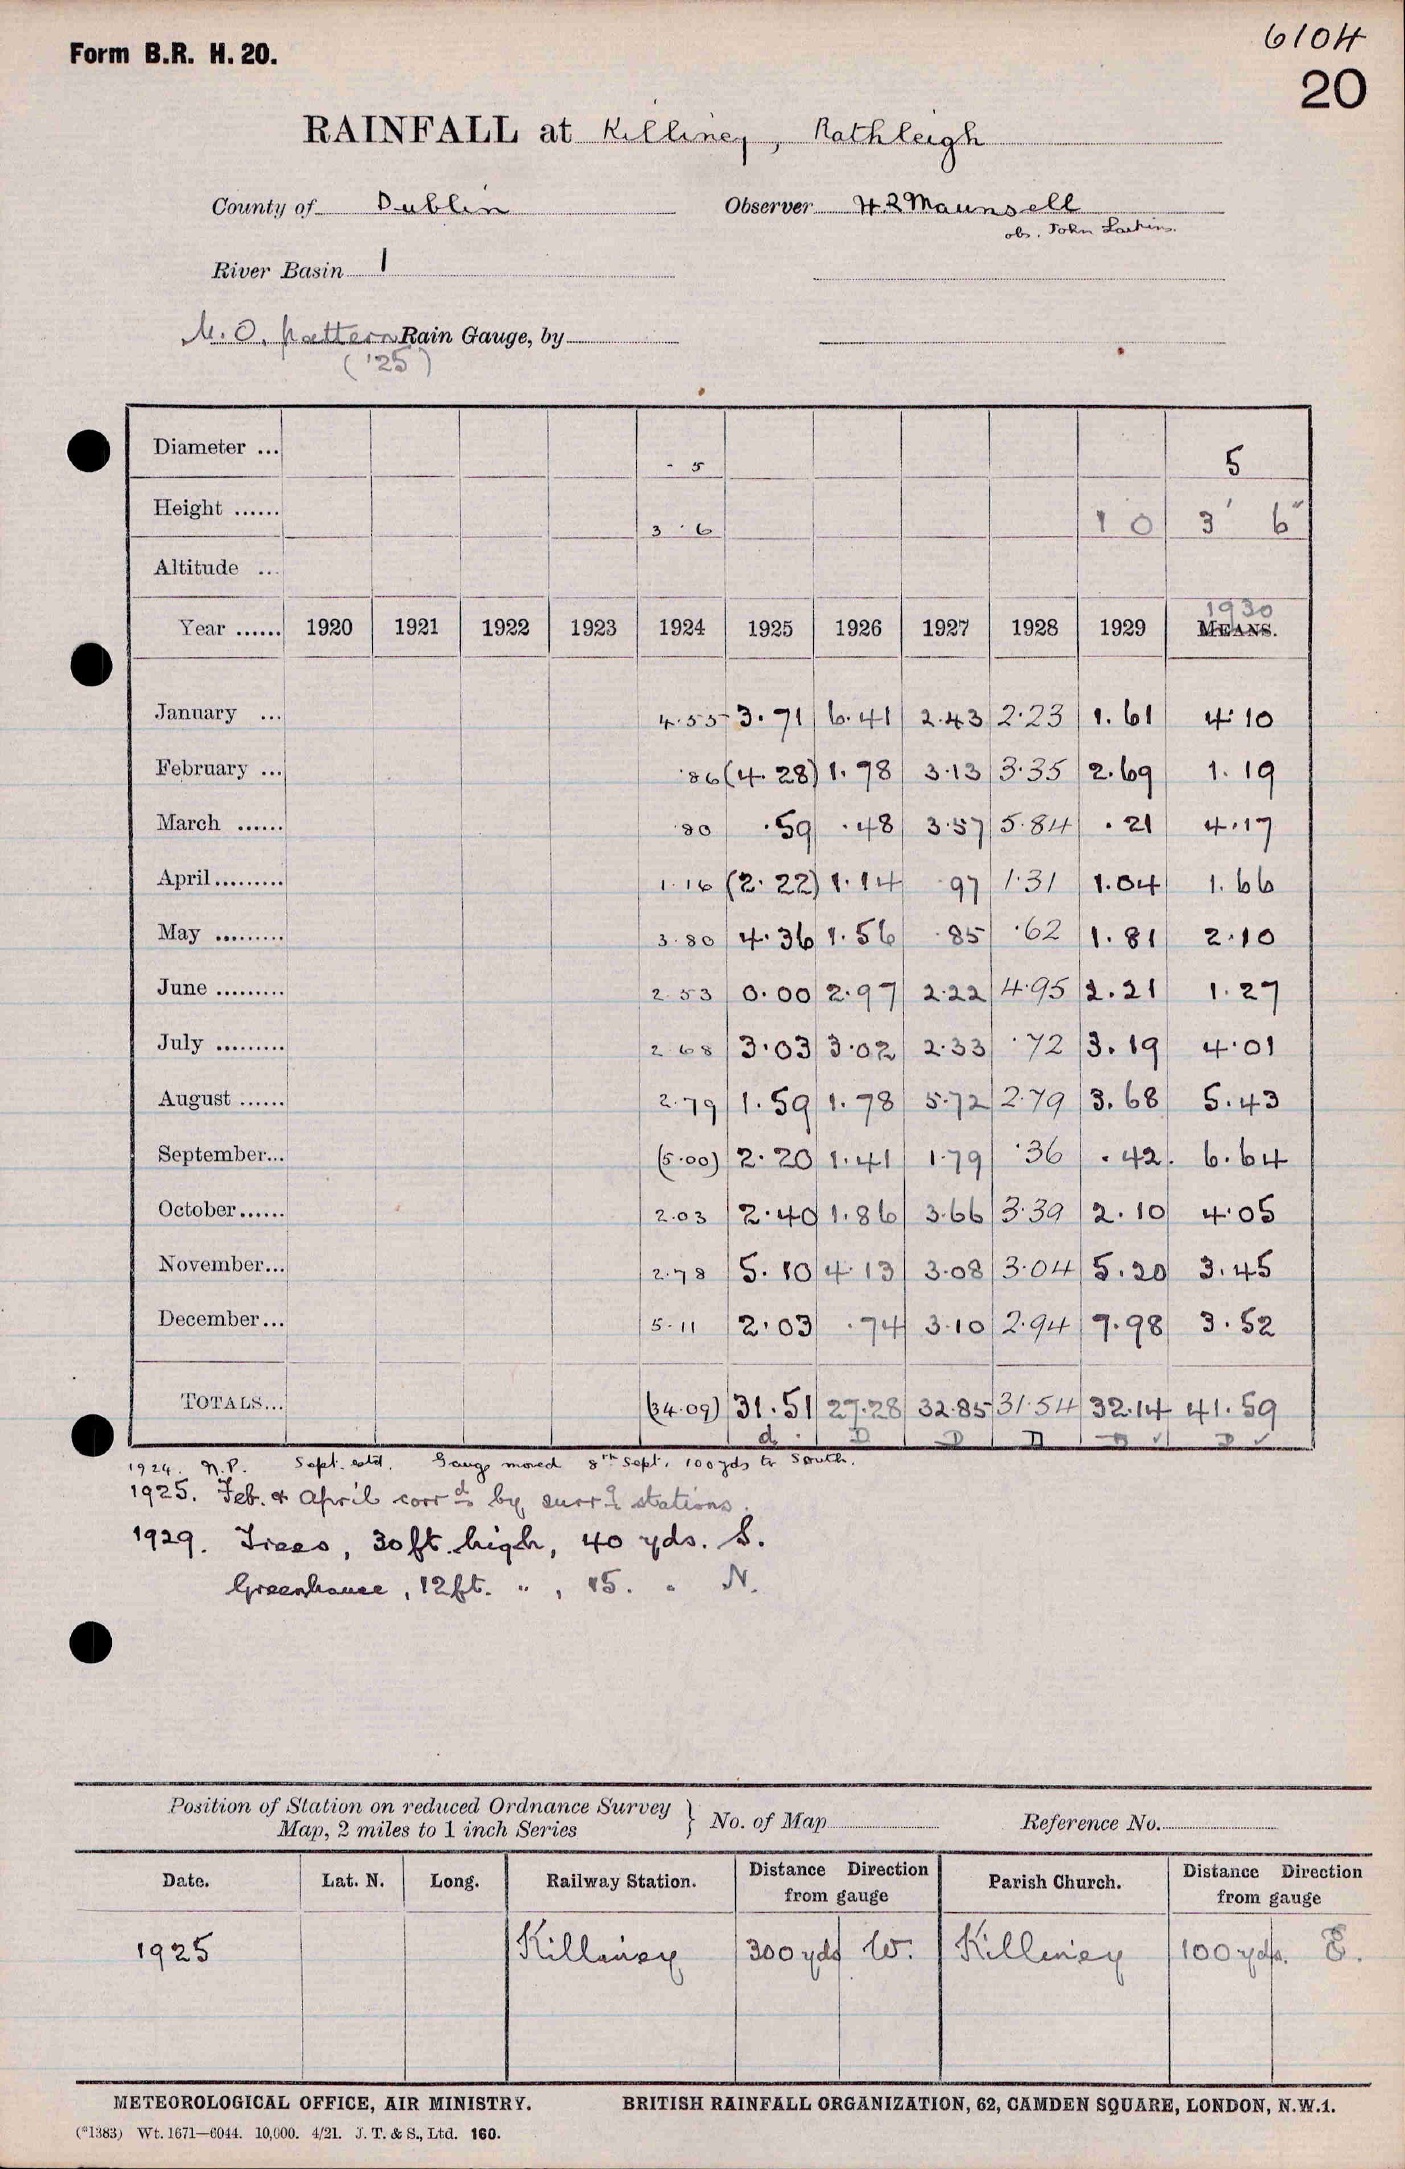 Form B.R. H. 20.
6104
20
RAINFALL at Killiney, Rathleigh
County of Dublin Observer H.R Maunsell
obs. John Larkins.
River Basin 1
M.O. pattern Rain Gauge, by
('25)
Diameter ... - 5 5
Height ...... 3 . 6 1 0 3' 6"
Altitude ...
1930
Year ...... 1920 1921 1922 1923 1924 1925 1926 1927 1928 1929 MEANS.
January ... 4.55 3.71 6.41 2.43 2.23 1.61 4.10
February ... .86 (4.28) 1.78 3.13 3.35 2.69 1.19
March ...... .80 .59 .48 3.57 5.84 .21 4.17
April......... 1.16 (2.22) 1.14 .97 1.31 1.04 1.66
May ......... 3.80 4.36 1.56 .85 .62 1.81 2.10
June ......... 2.53 0.00 2.97 2.22 4.95 2.21 1.27
July ......... 2.68 3.03 3.02 2.33 .72 3.19 4.01
August ...... 2.79 1.59 1.78 5.72 2.79 3.68 5.43
September... (5.00) 2.20 1.41 1.79 .36 .42. 6.64
October...... 2.03 2.40 1.86 3.66 3.39 2.10 4.05
November... 2.78 5.10 4.13 3.08 3.04 5.20 3.45
December... 5.11 2.03 .74 3.10 2.94 7.98 3.52
TOTALS... (34.09) 31.51 27.28 32.85 31.54 32.14 41.59
d. D D D D ✓ D ✓
1924. N.P. Sept. estd. Gauge moved 8th Sept. 100 yds to South.
1925. Feb. & April corrd by surrg stations.
1929. Trees, 30ft. high, 40 yds. S.
Greenhouse, 12ft. " , 15. " N.
Position of Station on reduced Ordnance Survey
Map, 2 miles to 1 inch Series } No. of Map Reference No.
Date. Lat. N. Long. Railway Station. Distance Direction from gauge Parish Church. Distance Direction from gauge
1925 Killiney 300 yds W. Killiney 100 yds. E.
METEOROLOGICAL OFFICE, AIR MINISTRY. BRITISH RAINFALL ORGANIZATION, 62, CAMDEN SQUARE, LONDON, N.W.1.
(*1383) Wt. 1671—6044. 10,000. 4/21. J. T. & S., Ltd. 160.